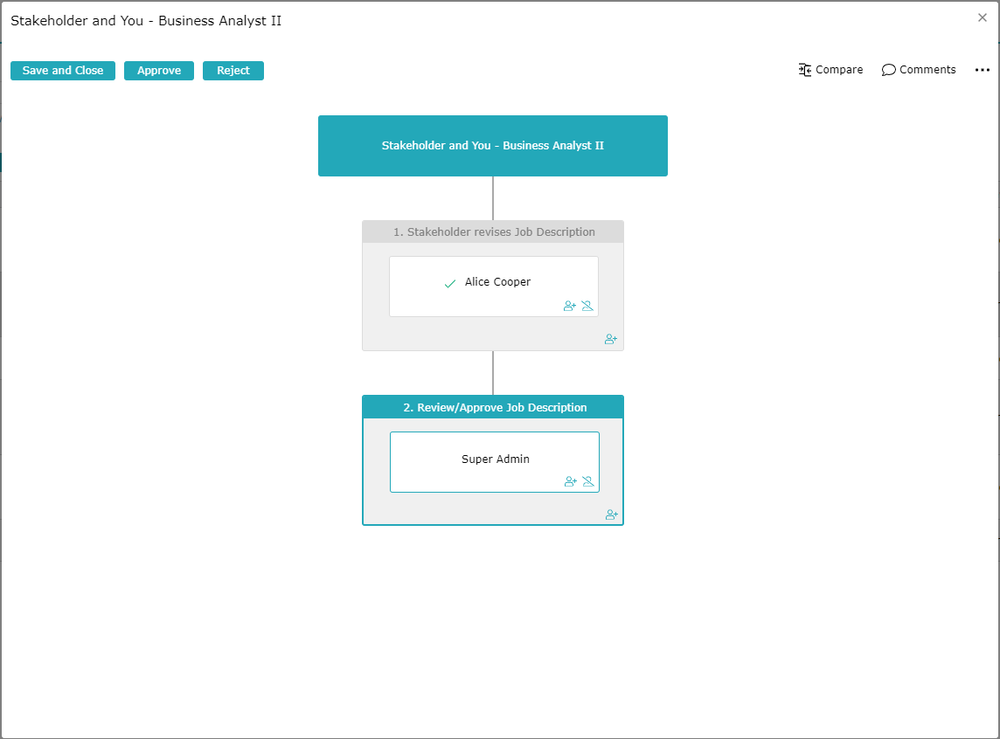 Stakeholder and You - Business Analyst II
Save and Close
Approve
Reject
Compare
Comments
Stakeholder and You - Business Analyst II
1. Stakeholder revises Job Description
Alice Cooper
2. Review/Approve Job Description
Super Admin